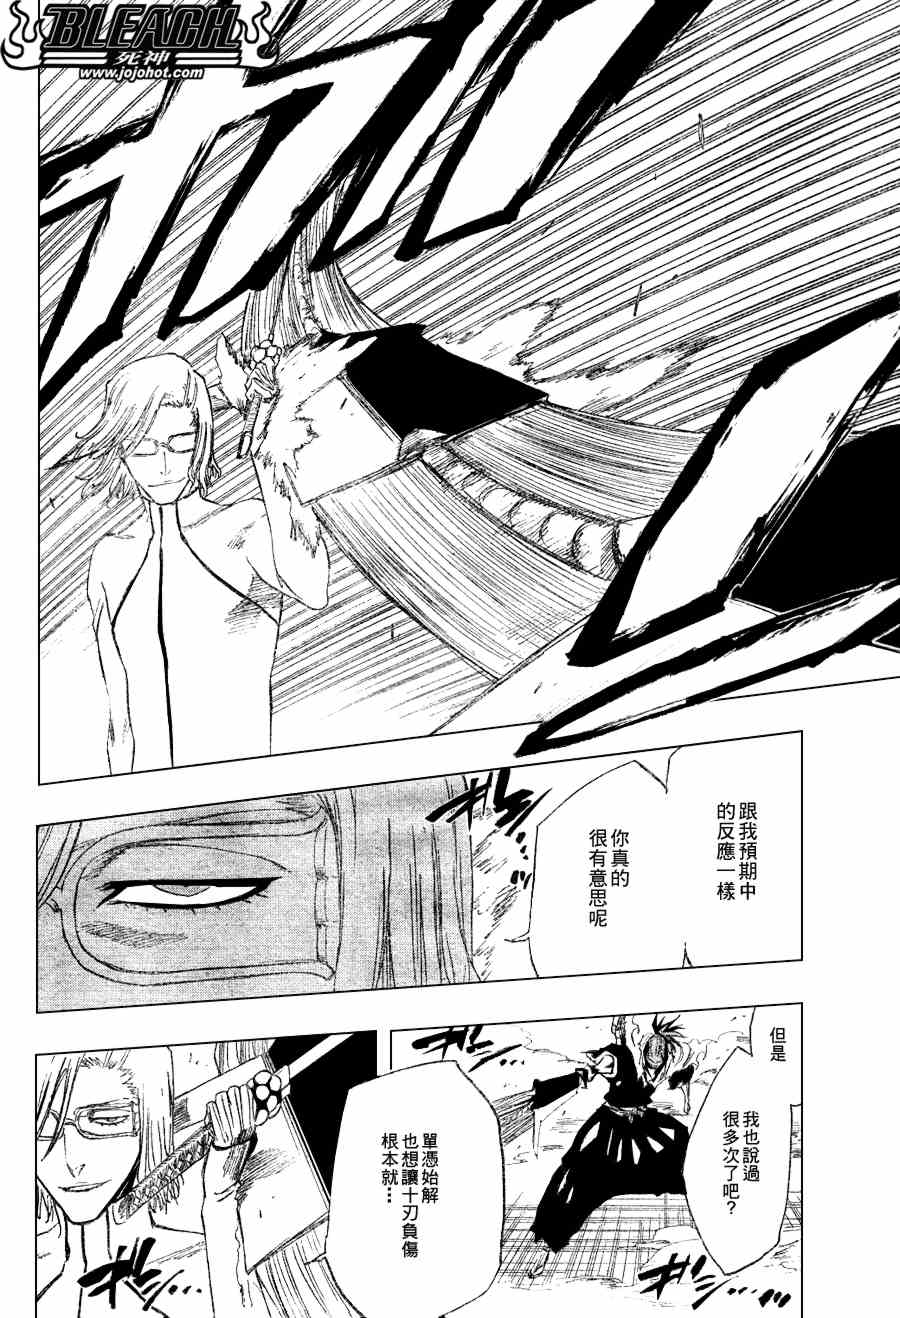 BLEACH
死神
www.jojohot.com
跟我預期中
的反應一樣
你真的
很有意思呢
但是
我也說過
很多次了吧?
單憑始解
也想讓十刃負傷
根本就⋯